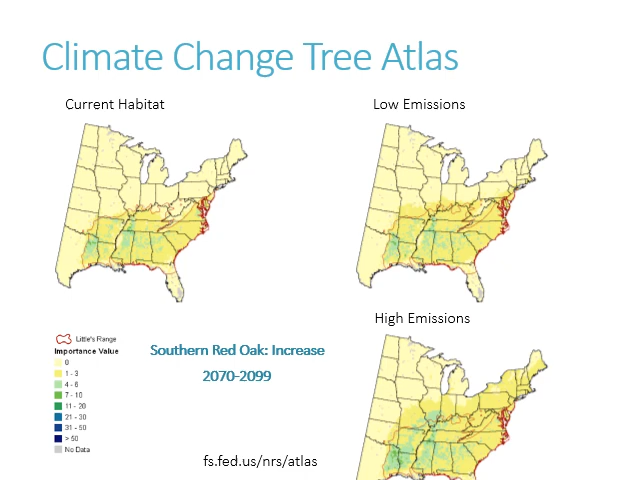 Climate Change Tree Atlas
Current Habitat
Low Emissions
High Emissions
Little's Range
Importance Value
0
1 - 3
4 - 6
7 - 10
11 - 20
21 - 30
31 - 50
> 50
No Data
Southern Red Oak: Increase
2070-2099
fs.fed.us/nrs/atlas